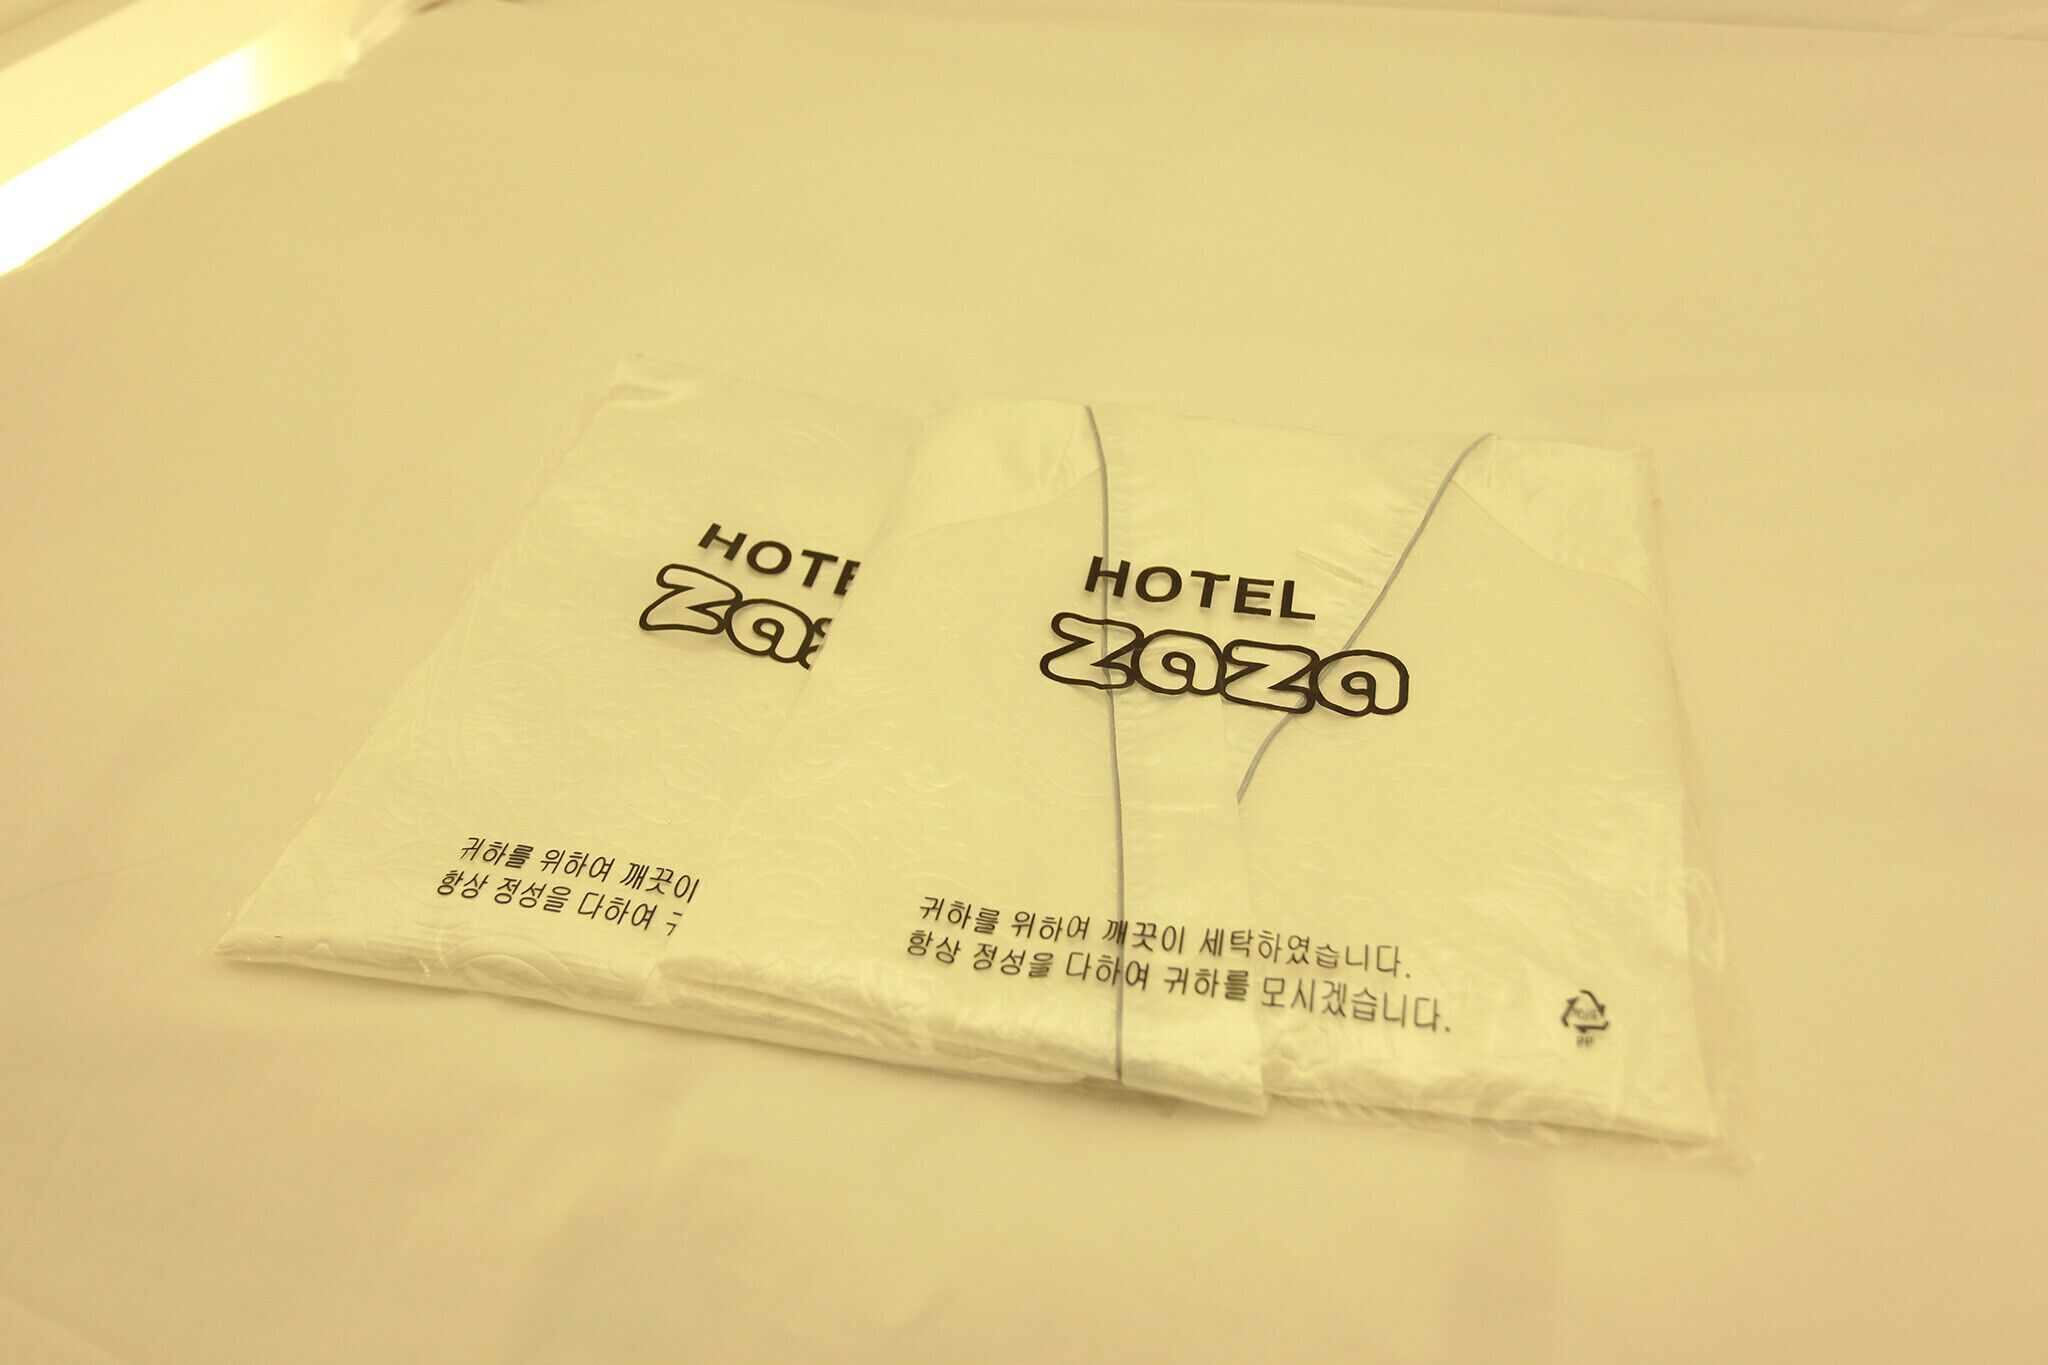 HOTE
za
귀하를 위하여 깨끗이
항상 정성을 다하여
HOTEL
zaza
귀하를 위하여 깨끗이 세탁하였습니다.
항상 정성을 다하여 귀하를 모시겠습니다.
PP